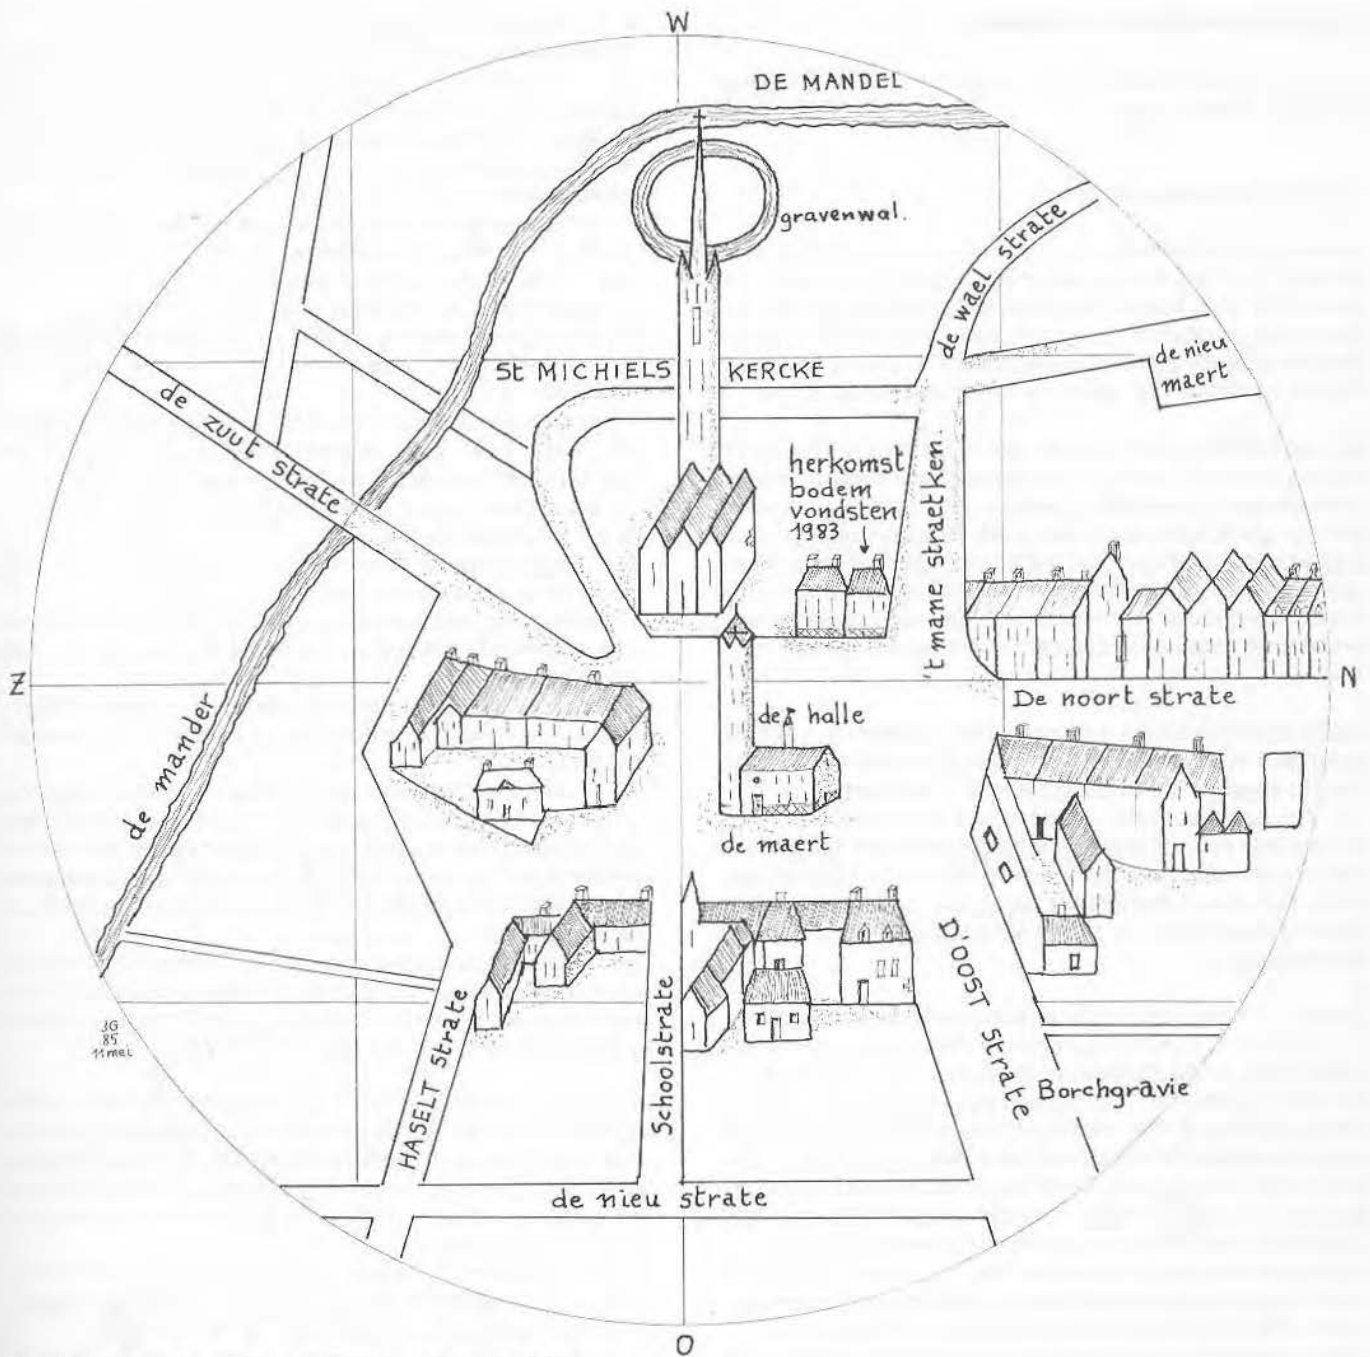 W
DE MANDEL
gravenwal.
de wael strate
de nieu
maert
St MICHIELS KERCKE
de zuut strate
herkomst
bodem
vondsten
1983
't mane straetken.
Z
N
De noort strate
de halle
de maert
de mander
D'OOST strate
Schoolstrate
HASELT strate
JG
85
11 mei
Borchgravie
de nieu strate
O